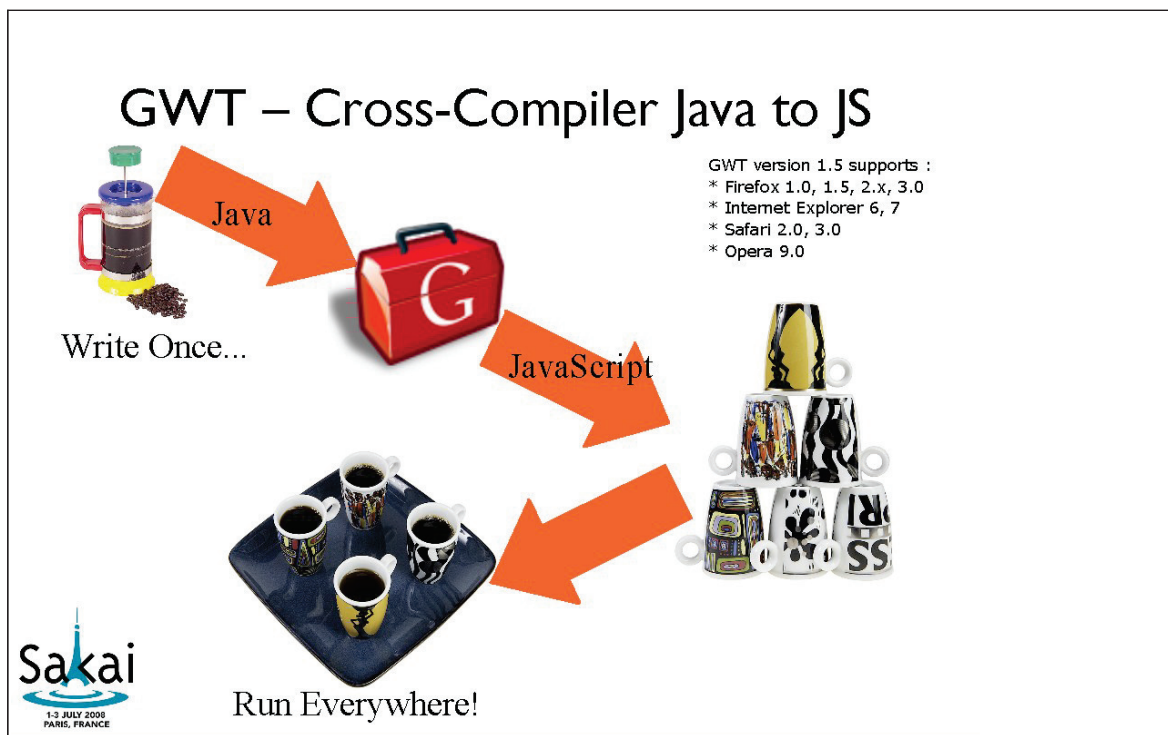 GWT – Cross-Compiler Java to JS
GWT version 1.5 supports :
* Firefox 1.0, 1.5, 2.x, 3.0
* Internet Explorer 6, 7
* Safari 2.0, 3.0
* Opera 9.0
Java
G
Write Once...
JavaScript
SS
Run Everywhere!
Sakai
1-3 JULY 2008
PARIS, FRANCE